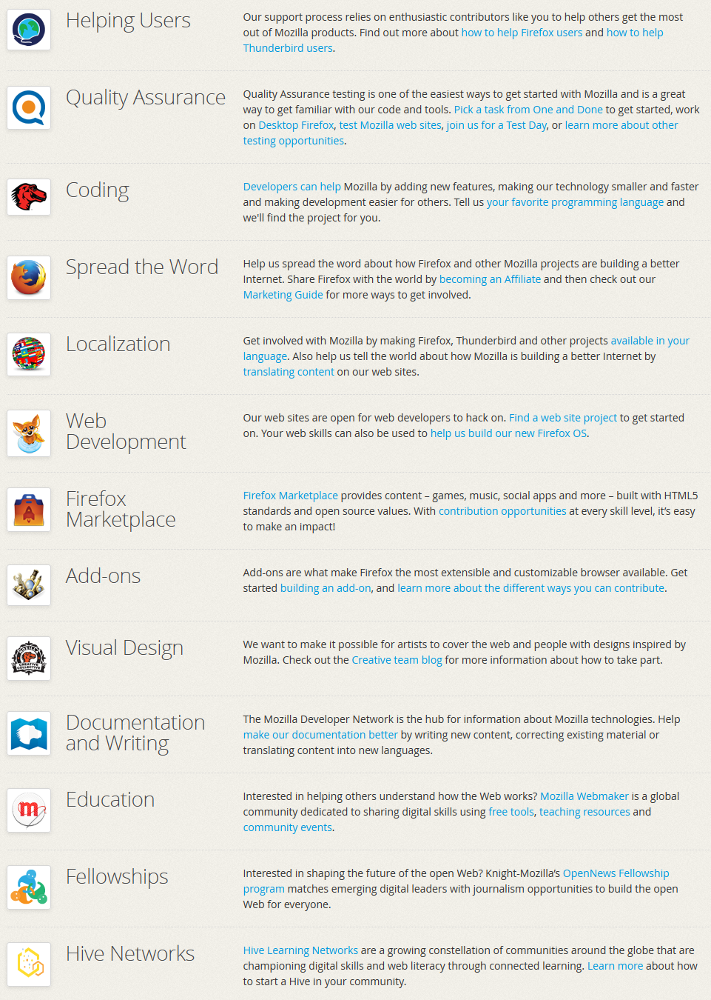 Helping Users
Our support process relies on enthusiastic contributors like you to help others get the most
out of Mozilla products. Find out more about how to help Firefox users and how to help
Thunderbird users.
Quality Assurance
Quality Assurance testing is one of the easiest ways to get started with Mozilla and is a great
way to get familiar with our code and tools. Pick a task from One and Done to get started, work
on Desktop Firefox, test Mozilla web sites, join us for a Test Day, or learn more about other
testing opportunities.
Coding
Developers can help Mozilla by adding new features, making our technology smaller and faster
and making development easier for others. Tell us your favorite programming language and
we'll find the project for you.
Spread the Word
Help us spread the word about how Firefox and other Mozilla projects are building a better
Internet. Share Firefox with the world by becoming an Affiliate and then check out our
Marketing Guide for more ways to get involved.
Localization
Get involved with Mozilla by making Firefox, Thunderbird and other projects available in your
language. Also help us tell the world about how Mozilla is building a better Internet by
translating content on our web sites.
Web
Development
Our web sites are open for web developers to hack on. Find a web site project to get started
on. Your web skills can also be used to help us build our new Firefox OS.
Firefox
Marketplace
Firefox Marketplace provides content – games, music, social apps and more – built with HTML5
standards and open source values. With contribution opportunities at every skill level, it’s easy
to make an impact!
Add-ons
Add-ons are what make Firefox the most extensible and customizable browser available. Get
started building an add-on, and learn more about the different ways you can contribute.
MOZILLA
CREATIVE
COLLECTIVE
Visual Design
We want to make it possible for artists to cover the web and people with designs inspired by
Mozilla. Check out the Creative team blog for more information about how to take part.
Documentation
and Writing
The Mozilla Developer Network is the hub for information about Mozilla technologies. Help
make our documentation better by writing new content, correcting existing material or
translating content into new languages.
m
Education
Interested in helping others understand how the Web works? Mozilla Webmaker is a global
community dedicated to sharing digital skills using free tools, teaching resources and
community events.
Fellowships
Interested in shaping the future of the open Web? Knight-Mozilla’s OpenNews Fellowship
program matches emerging digital leaders with journalism opportunities to build the open
Web for everyone.
Hive Networks
Hive Learning Networks are a growing constellation of communities around the globe that are
championing digital skills and web literacy through connected learning. Learn more about how
to start a Hive in your community.